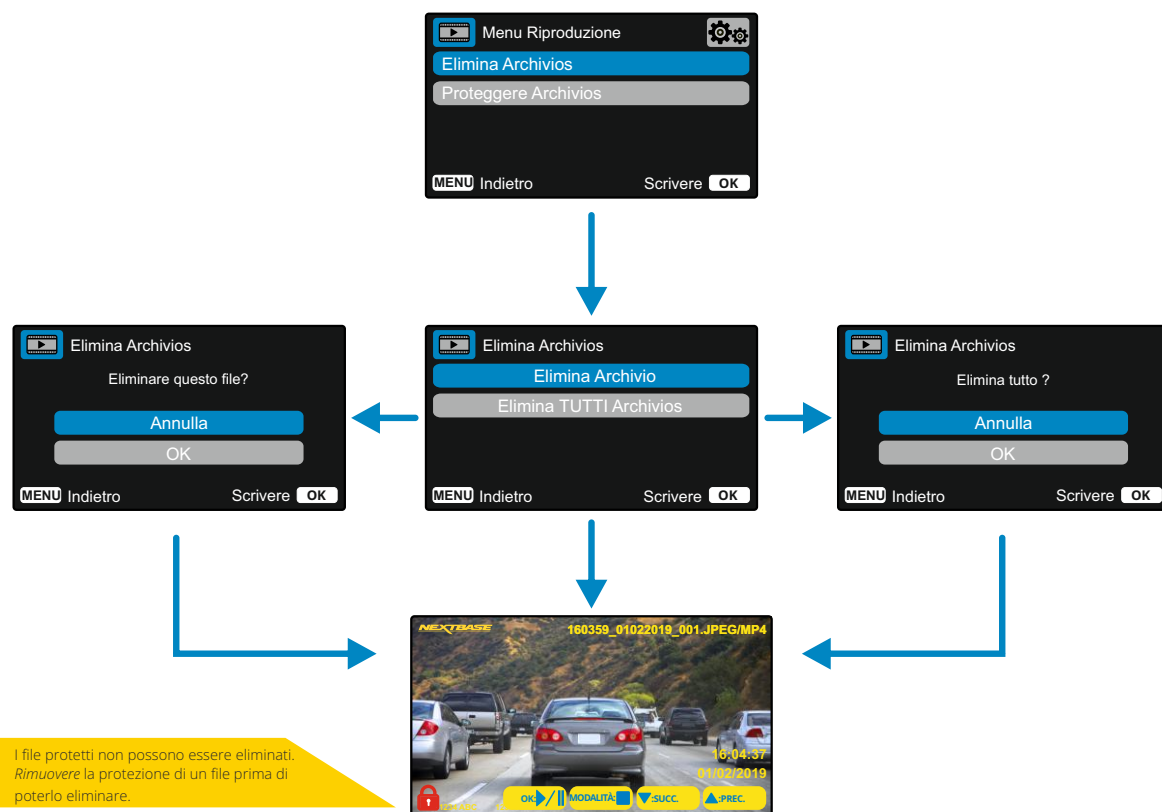 Menu Riproduzione
Elimina Archivios
Proteggere Archivios
MENU Indietro
Scrivere OK
Elimina Archivios
Eliminare questo file?
Annulla
OK
MENU Indietro
Scrivere OK
Elimina Archivios
Elimina Archivio
Elimina TUTTI Archivios
MENU Indietro
Scrivere OK
Elimina Archivios
Elimina tutto ?
Annulla
OK
MENU Indietro
Scrivere OK
NEXTBASE
160359_01022019_001.JPEG/MP4
16:04:37
01/02/2019
OK:
MODALITÀ:
:SUCC.
:PREC.
I file protetti non possono essere eliminati.
Rimuovere la protezione di un file prima di
poterlo eliminare.